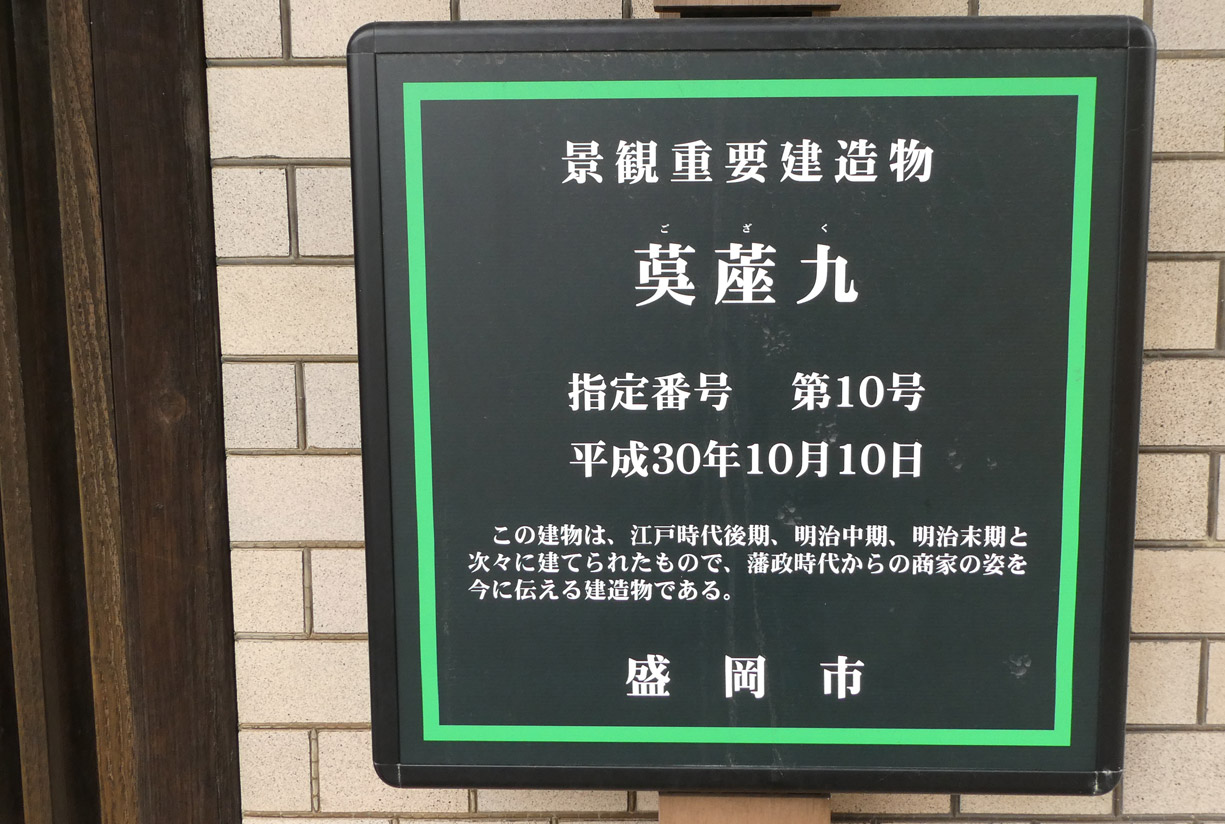 景観重要建造物
ござく
茣蓙九
指定番号 第10号
平成30年10月10日
この建物は、江戸時代後期、明治中期、明治末期と
次々に建てられたもので、藩政時代からの商家の姿を
今に伝える建造物である。
盛岡市